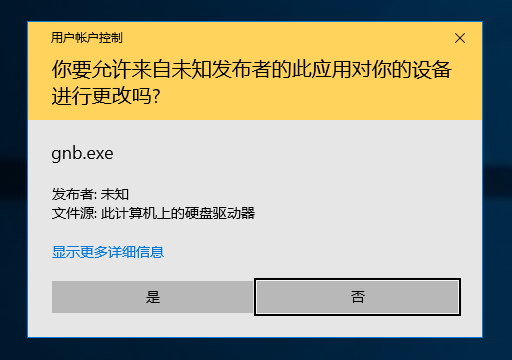 用户帐户控制
你要允许来自未知发布者的此应用对你的设备
进行更改吗?
gnb.exe
发布者: 未知
文件源: 此计算机上的硬盘驱动器
显示更多详细信息
是
否